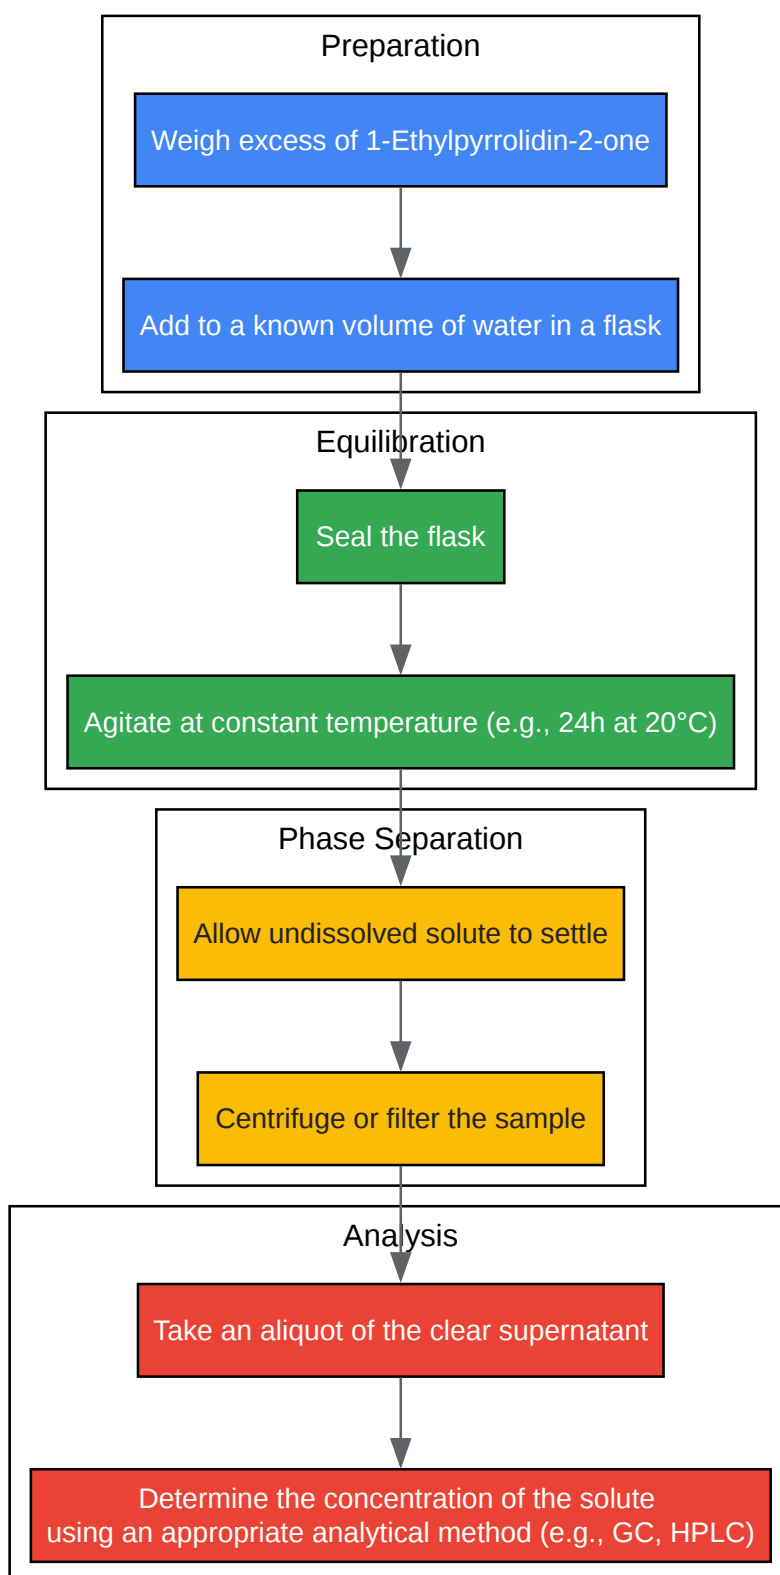 Preparation
Weigh excess of 1-Ethylpyrrolidin-2-one
Add to a known volume of water in a flask
Equilibration
Seal the flask
Agitate at constant temperature (e.g., 24h at 20°C)
Phase Separation
Allow undissolved solute to settle
Centrifuge or filter the sample
Analysis
Take an aliquot of the clear supernatant
Determine the concentration of the solute
using an appropriate analytical method (e.g., GC, HPLC)